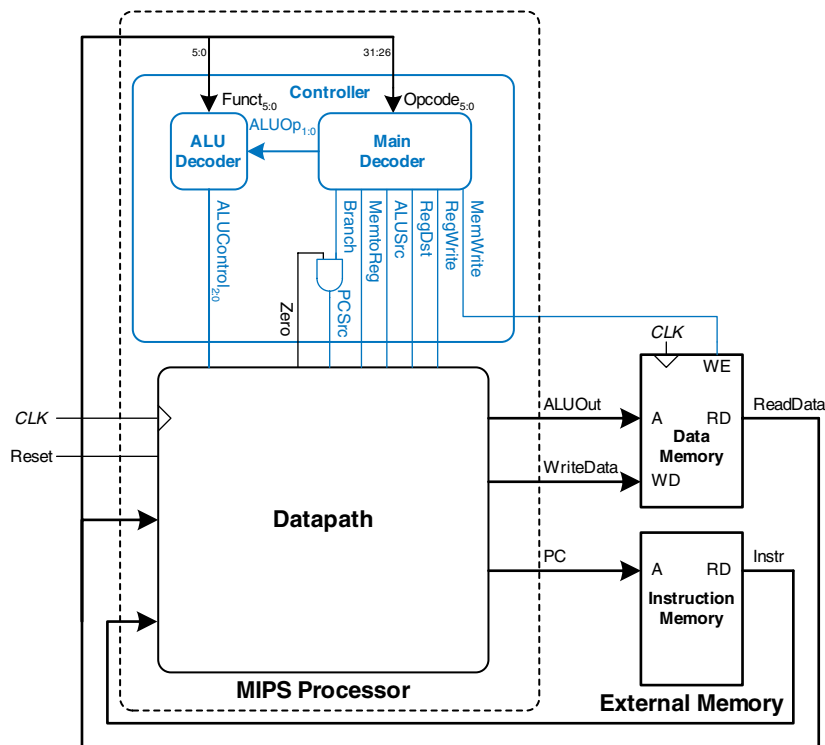 5:0
31:26
Controller
Funct5:0
Opcode5:0
ALUOp1:0
ALU
Decoder
Main
Decoder
ALUControl2:0
Branch
MemtoReg
ALUSrc
RegDst
RegWrite
MemWrite
Zero
PCSrc
CLK
WE
CLK
ALUOut
A
RD
ReadData
Reset
Data
Memory
WriteData
WD
Datapath
PC
A
RD
Instr
Instruction
Memory
MIPS Processor
External Memory